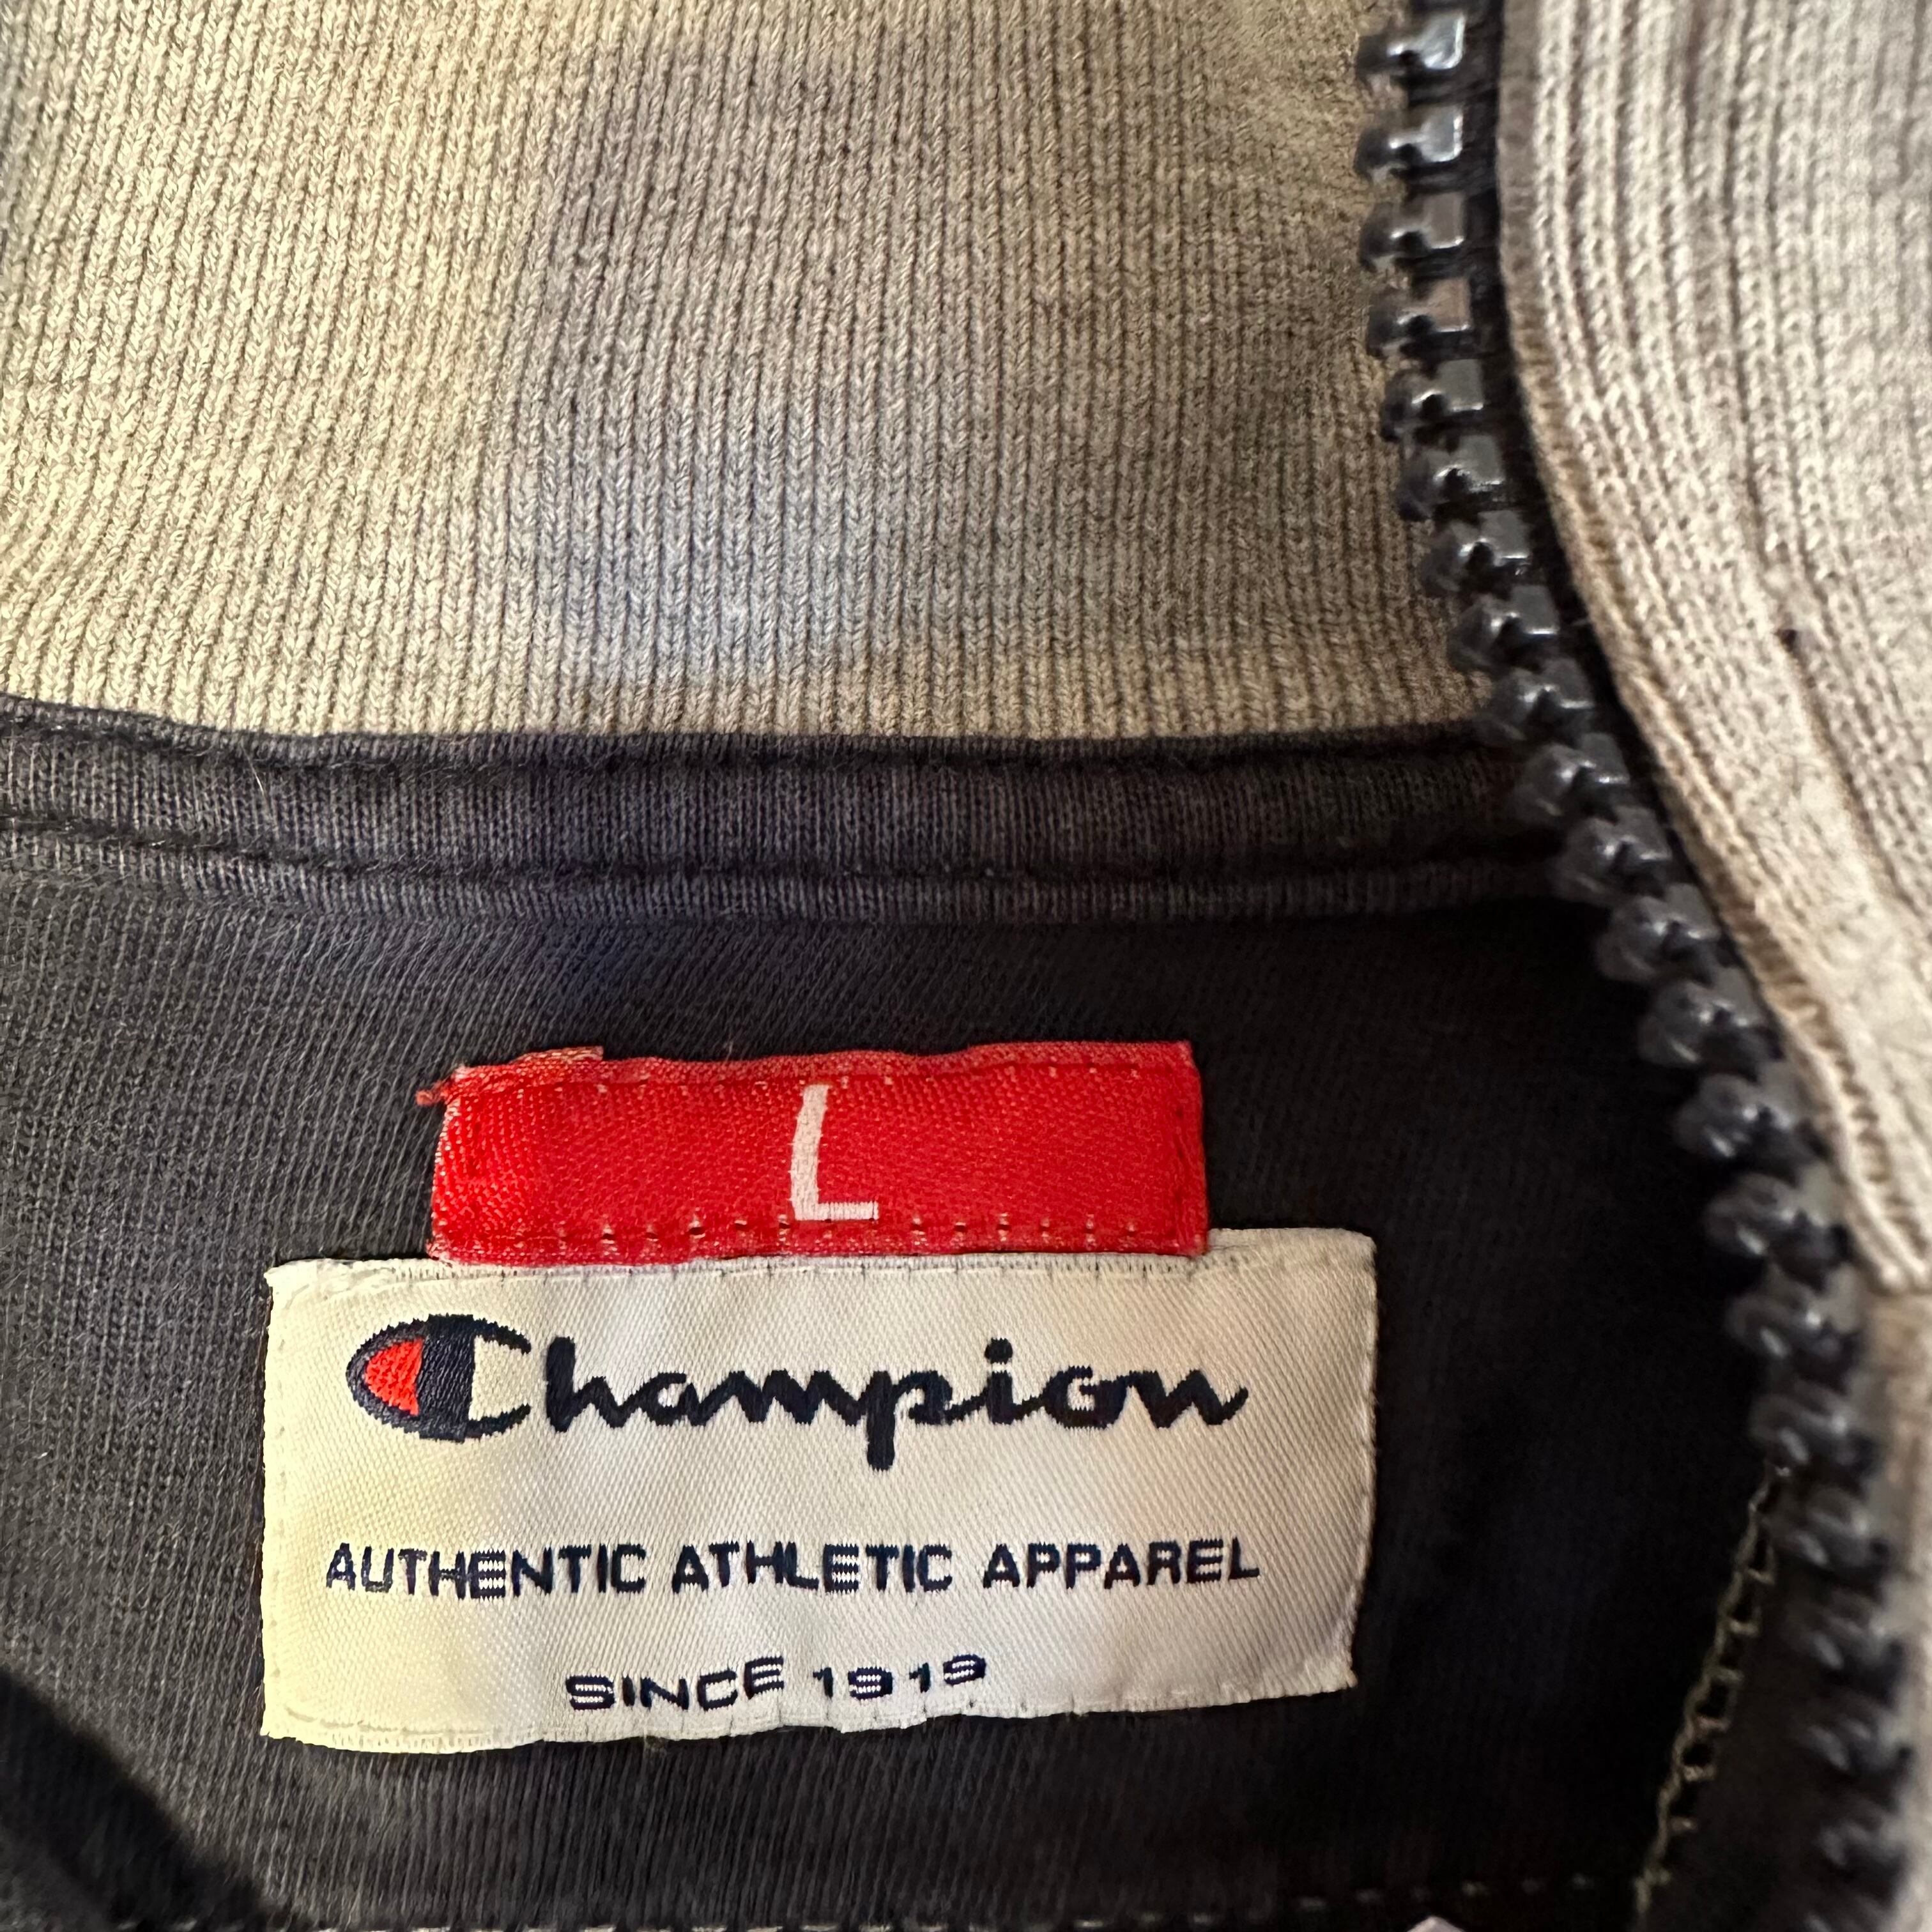 L
Champion
AUTHENTIC ATHLETIC APPAREL
SINCE 1919